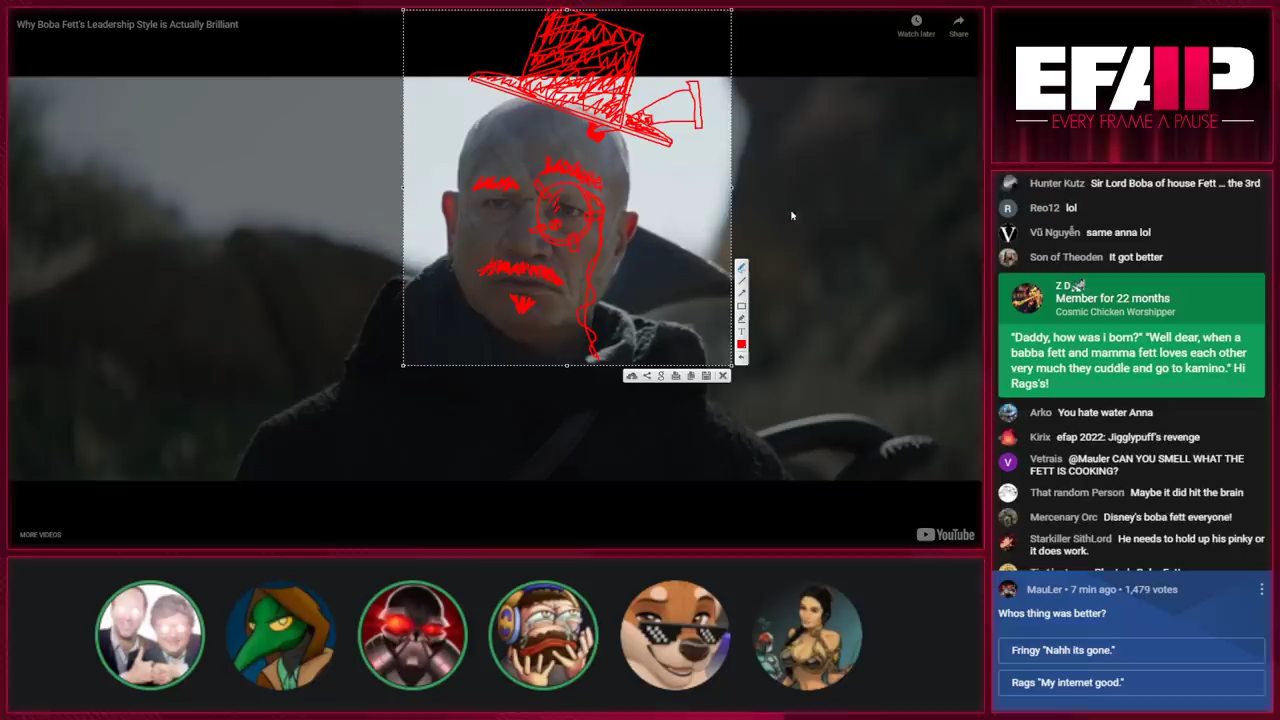 Why Boba Fett's Leadership Style is Actually Brilliant
Watch later
Share
MORE VIDEOS
YouTube
EFAP
EVERY FRAME A PAUSE
Hunter Kutz Sir Lord Boba of house Fett ... the 3rd
Reo12 lol
Vũ Nguyễn same anna lol
Son of Theoden It got better
Z D
Member for 22 months
Cosmic Chicken Worshipper
"Daddy, how was i born?" "Well dear, when a
babba fett and mamma fett loves each other
very much they cuddle and go to kamino." Hi
Rags's!
Arko You hate water Anna
Kirix efap 2022: Jigglypuff's revenge
Vetrais @Mauler CAN YOU SMELL WHAT THE
FETT IS COOKING?
That random Person Maybe it did hit the brain
Mercenary Orc Disney's boba fett everyone!
Starkiller SithLord He needs to hold up his pinky or
it does work.
MauLer • 7 min ago • 1,479 votes
Whos thing was better?
Fringy "Nahh its gone."
Rags "My internet good."